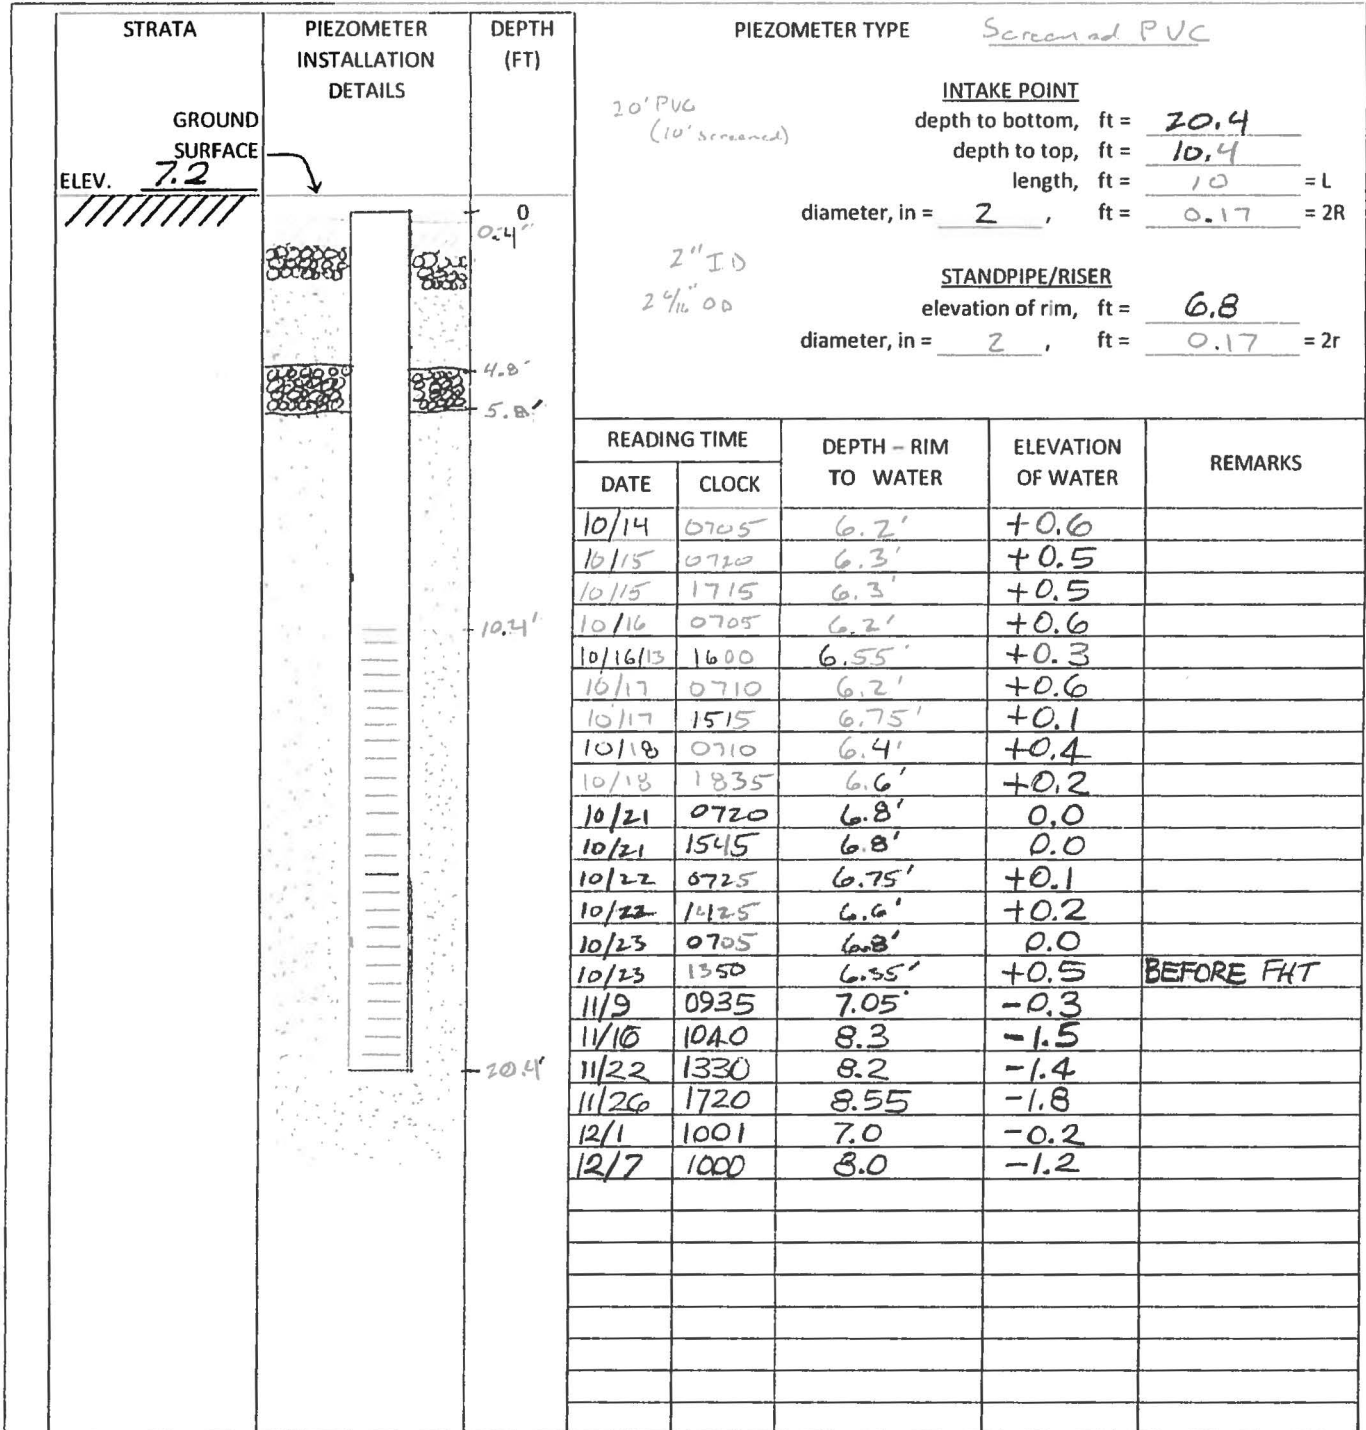 STRATA
PIEZOMETER
INSTALLATION
DETAILS
DEPTH
(FT)
GROUND
SURFACE
ELEV. 7.2
0
0.4'
4.8'
5.8'
10.4'
20.4'
PIEZOMETER TYPE Screened PVC
20' PVC
(10' screened)
INTAKE POINT
depth to bottom, ft = 20.4
depth to top, ft = 10.4
length, ft = 10 = L
diameter, in = 2 , ft = 0.17 = 2R
2" ID
2 4/16" OD
STANDPIPE/RISER
elevation of rim, ft = 6.8
diameter, in = 2 , ft = 0.17 = 2r
READING TIME
DEPTH – RIM
TO WATER
ELEVATION
OF WATER
REMARKS
DATE CLOCK
10/14 0705 6.2' +0.6
10/15 0720 6.3' +0.5
10/15 1715 6.3' +0.5
10/16 0705 6.2' +0.6
10/16/13 1600 6.55' +0.3
10/17 0710 6.2' +0.6
10/17 1515 6.75' +0.1
10/18 0710 6.4' +0.4
10/18 1835 6.6' +0.2
10/21 0720 6.8' 0.0
10/21 1545 6.8' 0.0
10/22 0725 6.75' +0.1
10/22 1425 6.6' +0.2
10/23 0705 6.8' 0.0
10/23 1350 6.35' +0.5 BEFORE FHT
11/9 0935 7.05' -0.3
11/16 1040 8.3 -1.5
11/22 1330 8.2 -1.4
11/26 1720 8.55 -1.8
12/1 1001 7.0 -0.2
12/7 1000 8.0 -1.2